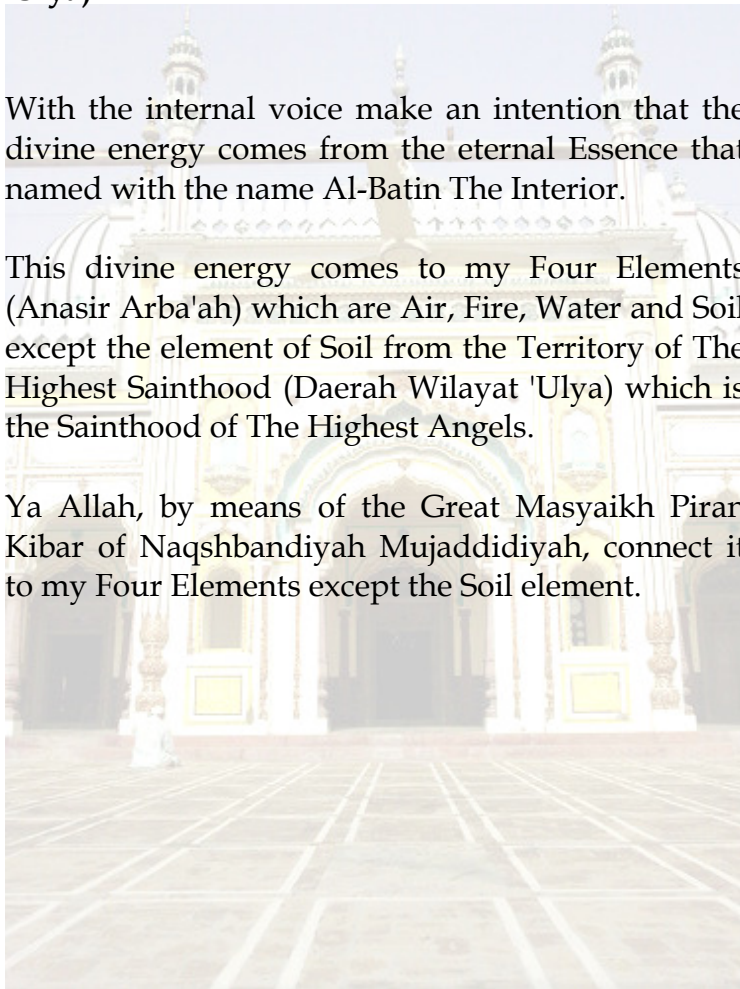 With the internal voice make an intention that the
divine energy comes from the eternal Essence that
named with the name Al-Batin The Interior.
This divine energy comes to my Four Elements
(Anasir Arba'ah) which are Air, Fire, Water and Soil
except the element of Soil from the Territory of The
Highest Sainthood (Daerah Wilayat 'Ulya) which is
the Sainthood of The Highest Angels.
Ya Allah, by means of the Great Masyaikh Piran
Kibar of Naqshbandiyah Mujaddidiyah, connect it
to my Four Elements except the Soil element.